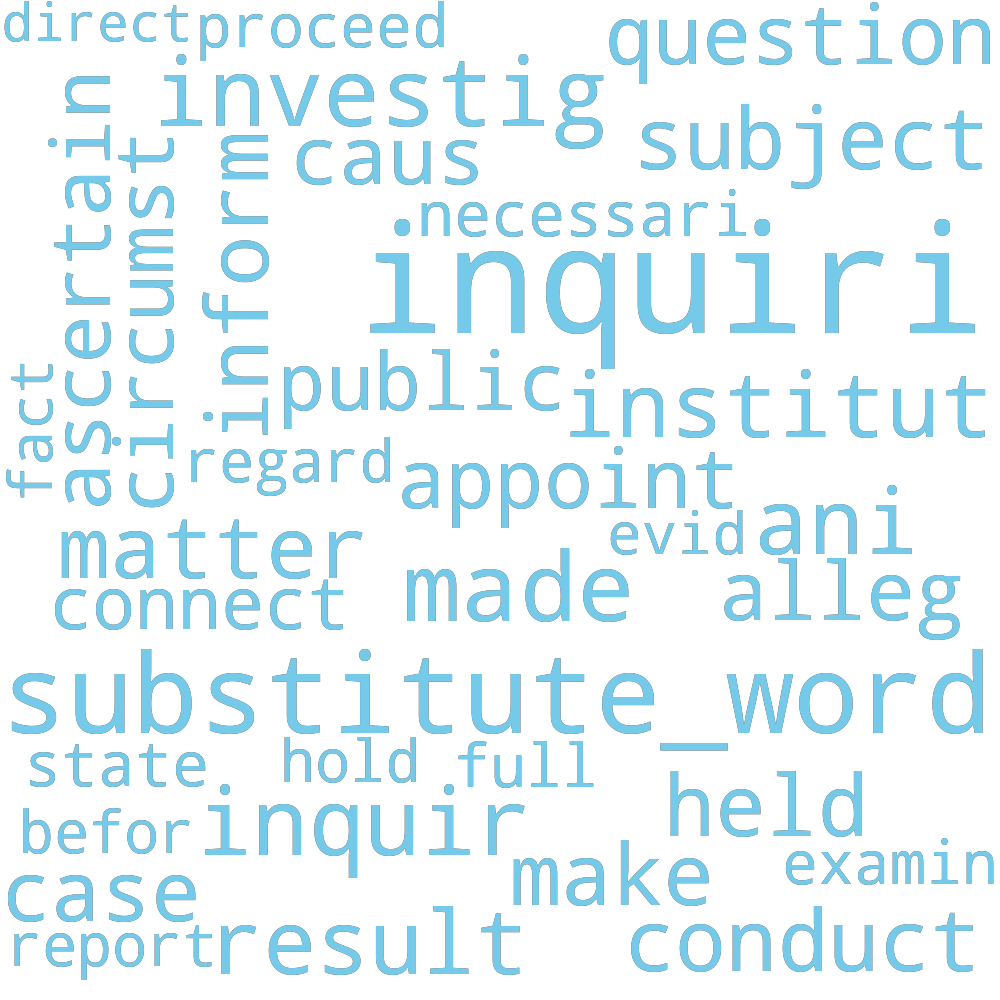 direct proceed
question
investig
subject
caus
ascertain
circumst
inform
necessari
inquiri
public
institut
fact
regard
appoint
evid
ani
matter
made
alleg
connect
substitute_word
state
hold
full
befor
inquir
held
make
examin
case
report
result
conduct